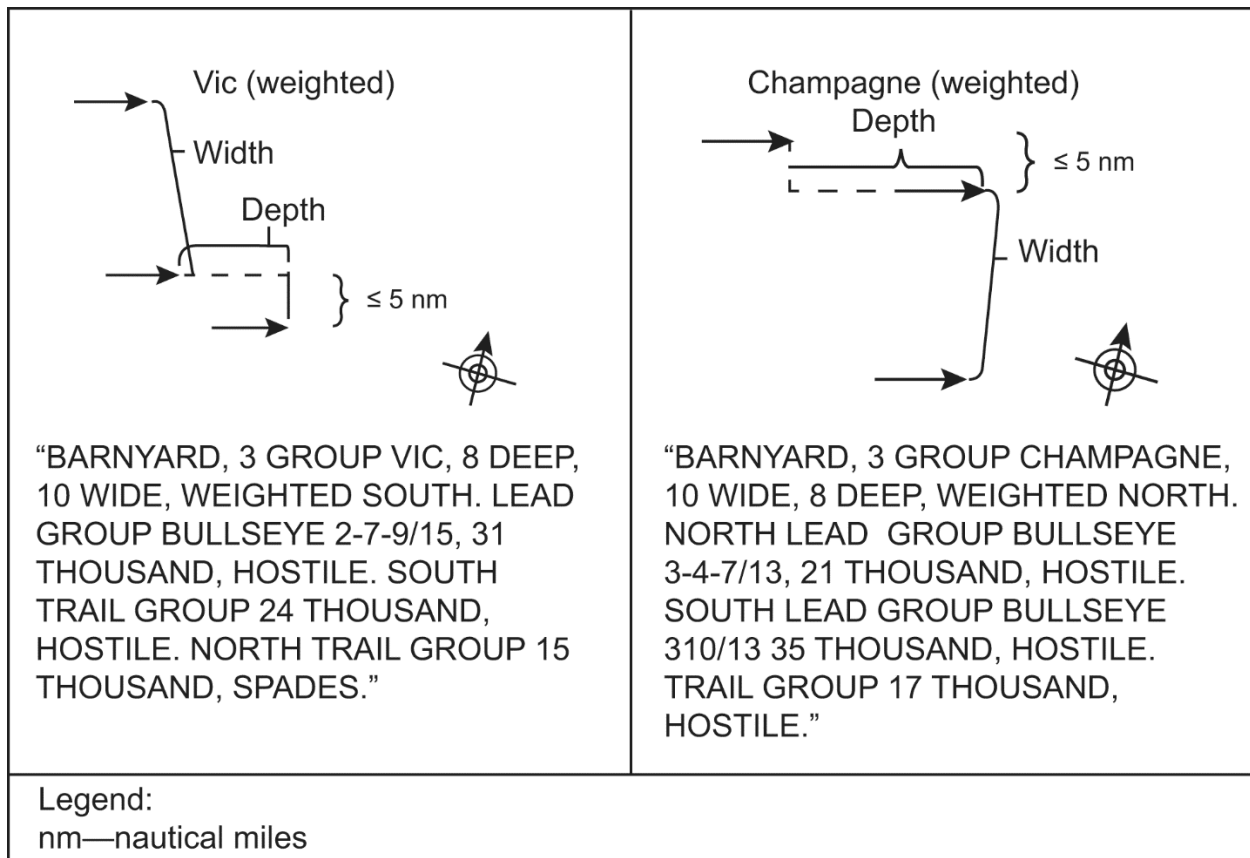 Vic (weighted)
Width
Depth
≤ 5 nm
“BARNYARD, 3 GROUP VIC, 8 DEEP,
10 WIDE, WEIGHTED SOUTH. LEAD
GROUP BULLSEYE 2-7-9/15, 31
THOUSAND, HOSTILE. SOUTH
TRAIL GROUP 24 THOUSAND,
HOSTILE. NORTH TRAIL GROUP 15
THOUSAND, SPADES.”
Champagne (weighted)
Depth
≤ 5 nm
Width
“BARNYARD, 3 GROUP CHAMPAGNE,
10 WIDE, 8 DEEP, WEIGHTED NORTH.
NORTH LEAD GROUP BULLSEYE
3-4-7/13, 21 THOUSAND, HOSTILE.
SOUTH LEAD GROUP BULLSEYE
310/13 35 THOUSAND, HOSTILE.
TRAIL GROUP 17 THOUSAND,
HOSTILE.”
Legend:
nm—nautical miles